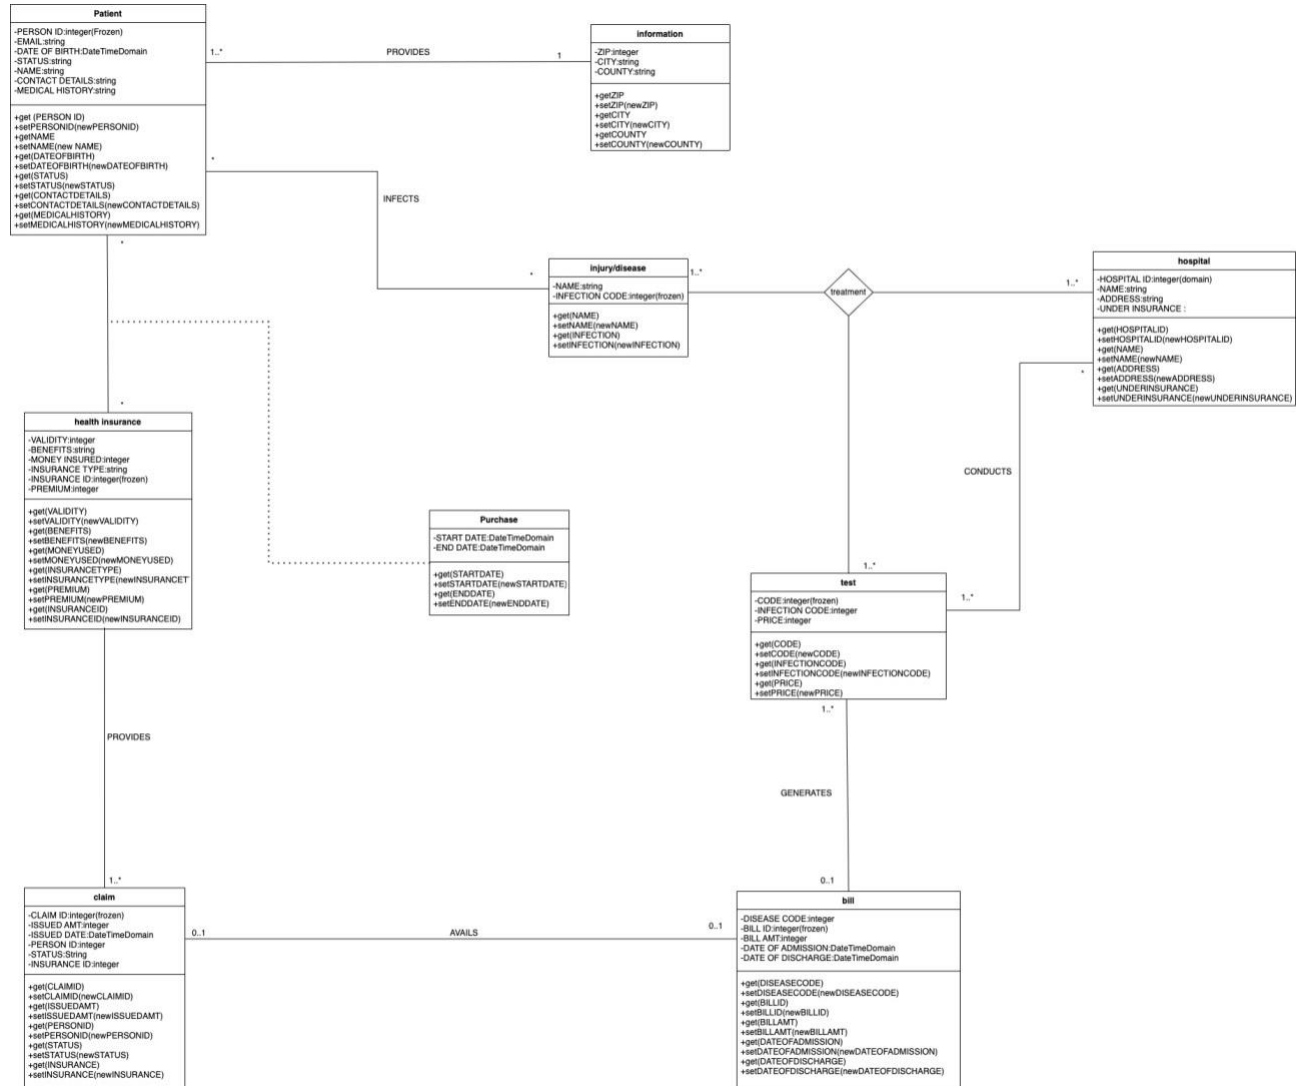 Patient
-PERSON ID:integer(Frozen)
-EMAIL:string
-DATE OF BIRTH:DateTimeDomain
-STATUS:string
-NAME:string
-CONTACT DETAILS:string
-MEDICAL HISTORY:string
+get (PERSON ID)
+setPERSONID(newPERSONID)
+getNAME
+setNAME(new NAME)
+get(DATEOFBIRTH)
+setDATEOFBIRTH(newDATEOFBIRTH)
+get(STATUS)
+setSTATUS(newSTATUS)
+get(CONTACTDETAILS)
+setCONTACTDETAILS(newCONTACTDETAILS)
+get(MEDICALHISTORY)
+setMEDICALHISTORY(newMEDICALHISTORY)
1..*
PROVIDES
1
information
-ZIP:integer
-CITY:string
-COUNTY:string
+getZIP
+setZIP(newZIP)
+getCITY
+setCITY(newCITY)
+getCOUNTY
+setCOUNTY(newCOUNTY)
*
INFECTS
*
injury/disease
-NAME:string
-INFECTION CODE:integer(frozen)
+get(NAME)
+setNAME(newNAME)
+get(INFECTION)
+setINFECTION(newINFECTION)
1..*
treatment
1..*
hospital
-HOSPITAL ID:integer(domain)
-NAME:string
-ADDRESS:string
-UNDER INSURANCE :
+get(HOSPITALID)
+setHOSPITALID(newHOSPITALID)
+get(NAME)
+setNAME(newNAME)
+get(ADDRESS)
+setADDRESS(newADDRESS)
+get(UNDERINSURANCE)
+setUNDERINSURANCE(newUNDERINSURANCE)
*
*
*
health insurance
-VALIDITY:integer
-BENEFITS:string
-MONEY INSURED:integer
-INSURANCE TYPE:string
-INSURANCE ID:integer(frozen)
-PREMIUM:integer
+get(VALIDITY)
+setVALIDITY(newVALIDITY)
+get(BENEFITS)
+setBENEFITS(newBENEFITS)
+get(MONEYUSED)
+setMONEYUSED(newMONEYUSED)
+get(INSURANCETYPE)
+setINSURANCETYPE(newINSURANCET
+get(PREMIUM)
+setPREMIUM(newPREMIUM)
+get(INSURANCEID)
+setINSURANCEID(newINSURANCEID)
Purchase
-START DATE:DateTimeDomain
-END DATE:DateTimeDomain
+get(STARTDATE)
+setSTARTDATE(newSTARTDATE)
+get(ENDDATE)
+setENDDATE(newENDDATE)
CONDUCTS
1..*
1..*
test
-CODE:integer(frozen)
-INFECTION CODE:integer
-PRICE:integer
+get(CODE)
+setCODE(newCODE)
+get(INFECTIONCODE)
+setINFECTIONCODE(newINFECTIONCODE)
+get(PRICE)
+setPRICE(newPRICE)
1..*
PROVIDES
GENERATES
1..*
0..1
claim
-CLAIM ID:integer(frozen)
-ISSUED AMT:integer
-ISSUED DATE:DateTimeDomain
-PERSON ID:integer
-STATUS:String
-INSURANCE ID:integer
+get(CLAIMID)
+setCLAIMID(newCLAIMID)
+get(ISSUEDAMT)
+setISSUEDAMT(newISSUEDAMT)
+get(PERSONID)
+setPERSONID(newPERSONID)
+get(STATUS)
+setSTATUS(newSTATUS)
+get(INSURANCE)
+setINSURANCE(newINSURANCE)
0..1
AVAILS
0..1
bill
-DISEASE CODE:integer
-BILL ID:integer(frozen)
-BILL AMT:integer
-DATE OF ADMISSION:DateTimeDomain
-DATE OF DISCHARGE:DateTimeDomain
+get(DISEASECODE)
+setDISEASECODE(newDISEASECODE)
+get(BILLID)
+setBILLID(newBILLID)
+get(BILLAMT)
+setBILLAMT(newBILLAMT)
+get(DATEOFADMISSION)
+setDATEOFADMISSION(newDATEOFADMISSION)
+get(DATEOFDISCHARGE)
+setDATEOFDISCHARGE(newDATEOFDISCHARGE)